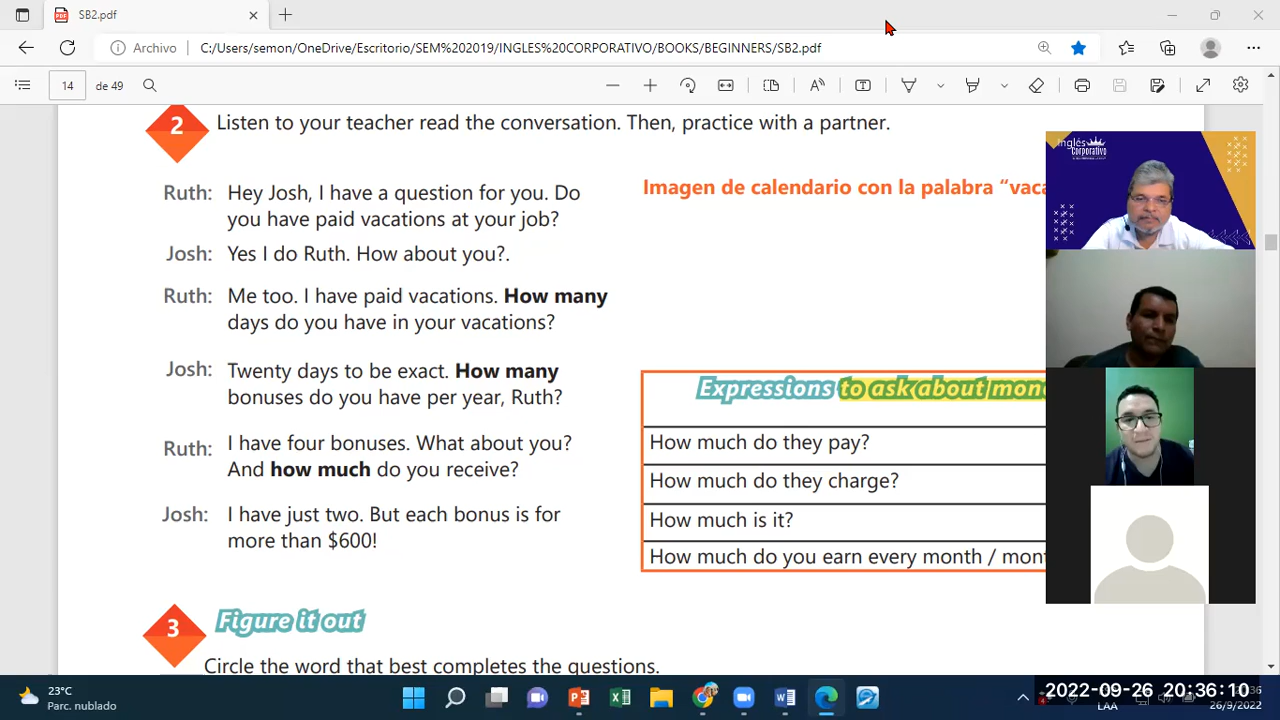 SB2.pdf
Archivo
C:/Users/semon/OneDrive/Escritorio/SEM%202019/INGLES%20CORPORATIVO/BOOKS/BEGINNERS/SB2.pdf
14 de 49
2
Listen to your teacher read the conversation. Then, practice with a partner.
Ruth: Hey Josh, I have a question for you. Do
you have paid vacations at your job?
Josh: Yes I do Ruth. How about you?.
Ruth: Me too. I have paid vacations. How many
days do you have in your vacations?
Josh: Twenty days to be exact. How many
bonuses do you have per year, Ruth?
Ruth: I have four bonuses. What about you?
And how much do you receive?
Josh: I have just two. But each bonus is for
more than $600!
Imagen de calendario con la palabra “vaca
Expressions to ask about mon
How much do they pay?
How much do they charge?
How much is it?
How much do you earn every month / mon
3
Figure it out
Circle the word that best completes the questions.
Inglés
Corporativo
23°C
Parc. nublado
2022-09-26 20:36:10
LAA
26/9/2022